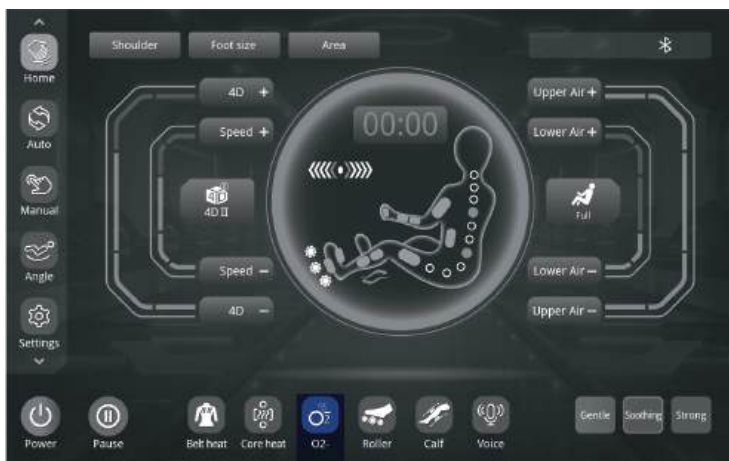 Shoulder Foot size Area
Home
4D + Upper Air +
00:00
Speed + Lower Air +
Auto
Manual
4D II Full
Angle
Speed - Lower Air -
4D - Upper Air -
Settings
Gentle Soothing Strong
Power Pause Belt heat Core heat O2- Roller Calf Voice